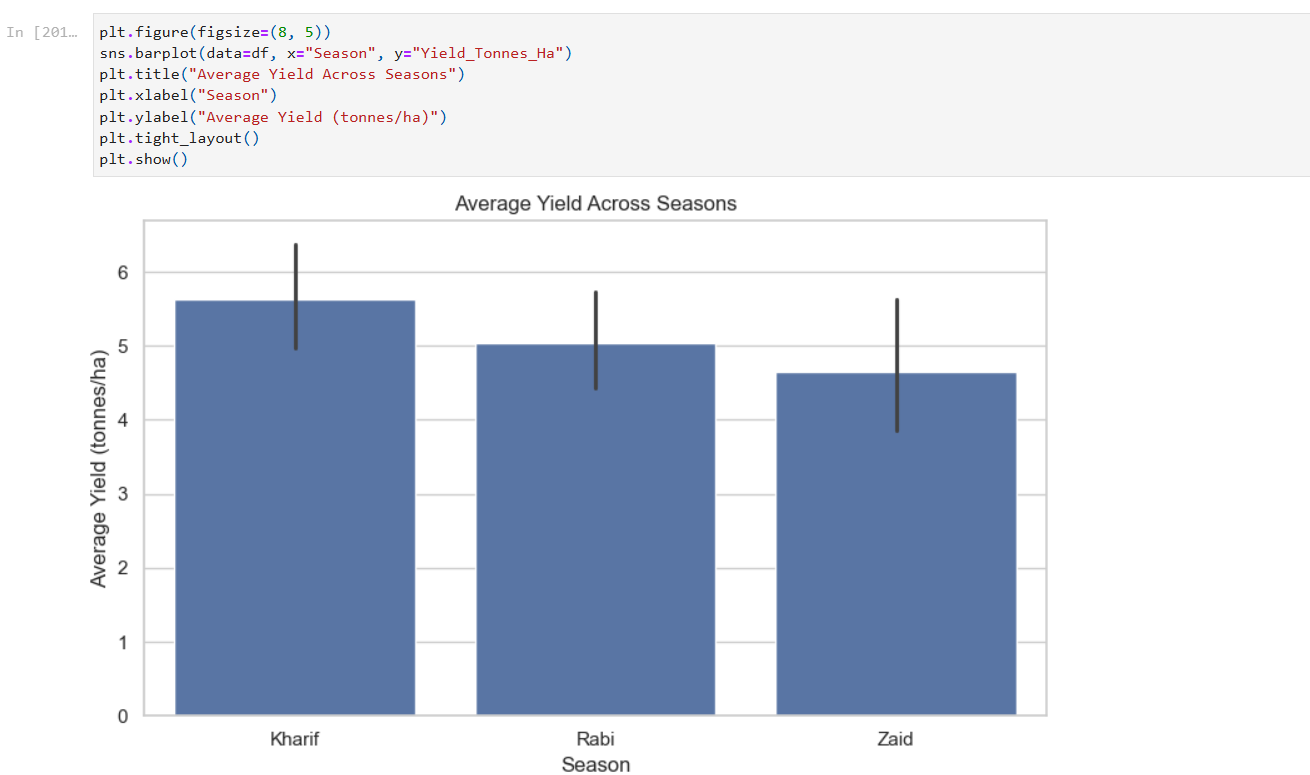 In [201…
plt.figure(figsize=(8, 5))
sns.barplot(data=df, x="Season", y="Yield_Tonnes_Ha")
plt.title("Average Yield Across Seasons")
plt.xlabel("Season")
plt.ylabel("Average Yield (tonnes/ha)")
plt.tight_layout()
plt.show()
Average Yield Across Seasons
Average Yield (tonnes/ha)
6
5
4
3
2
1
0
Kharif Rabi Zaid
Season